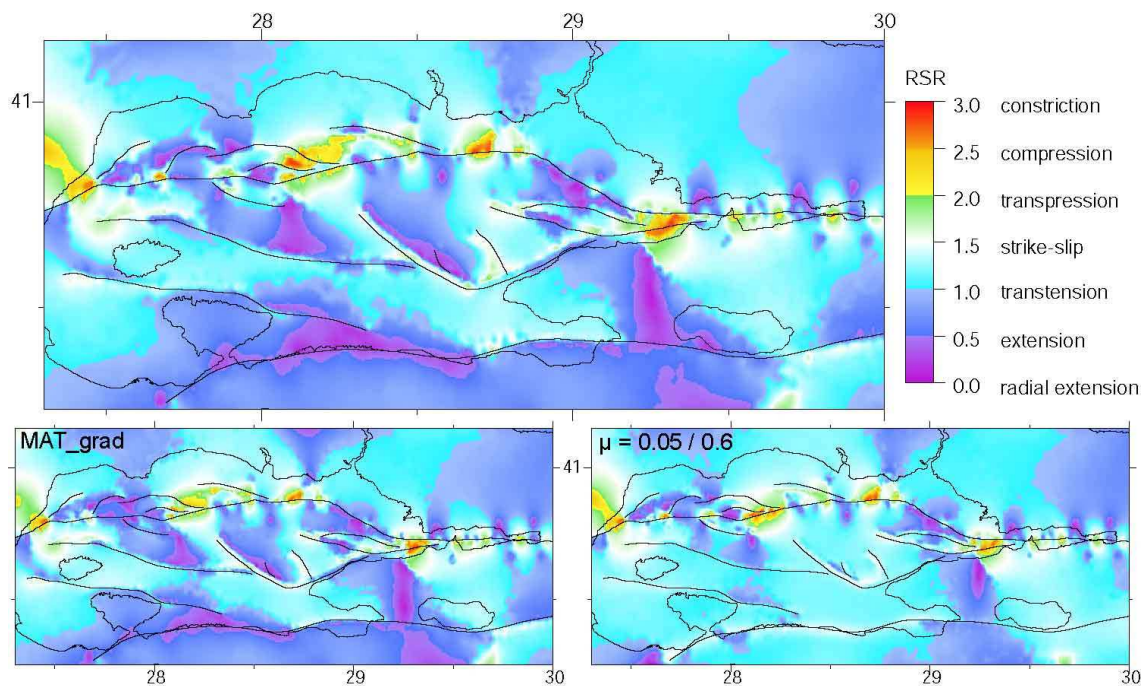 28 29 30
41
RSR
3.0 constriction
2.5 compression
2.0 transpression
1.5 strike-slip
1.0 transtension
0.5 extension
0.0 radial extension
MAT_grad
41
28 29 30
μ = 0.05 / 0.6
41
28 29 30